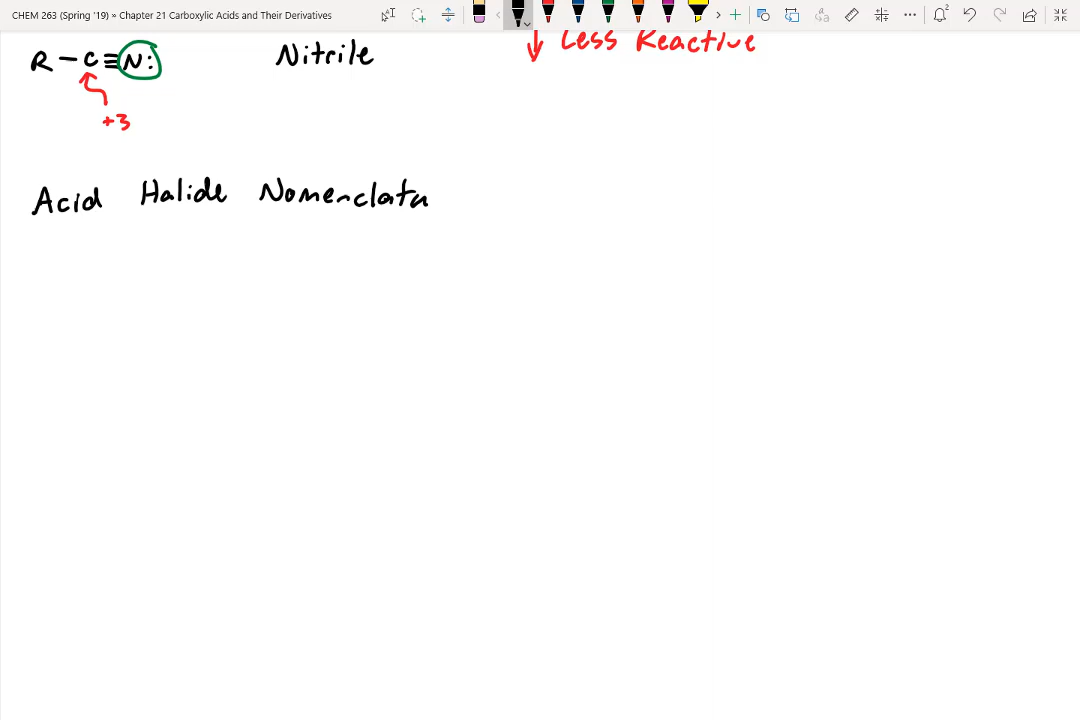 CHEM 263 (Spring '19) » Chapter 21 Carboxylic Acids and Their Derivatives
R - C ≡ N: Nitrile ↓ Less Reactive
+3
Acid Halide Nomenclatu